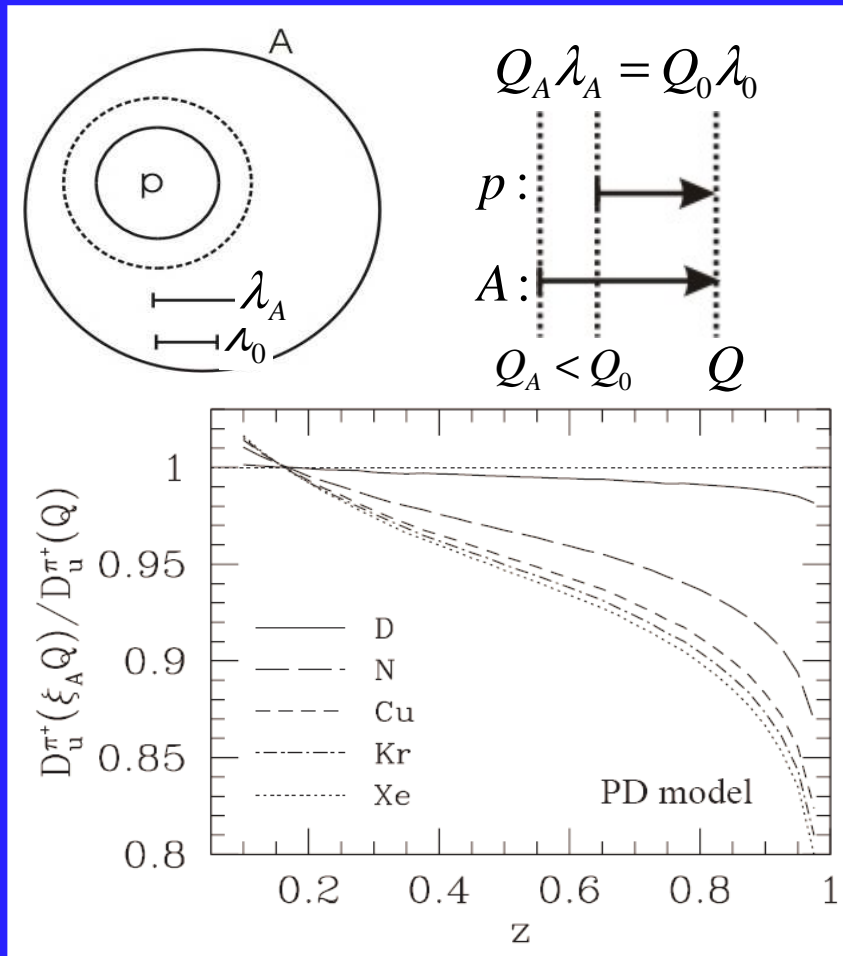 A
p
λ_A
λ_0
Q_A λ_A = Q_0 λ_0
p :
A :
Q_A < Q_0
Q
D_u^{π+}(ξ_A Q) / D_u^{π+}(Q)
1
0.95
0.9
0.85
0.8
D
N
Cu
Kr
Xe
PD model
0.2
0.4
0.6
0.8
1
z